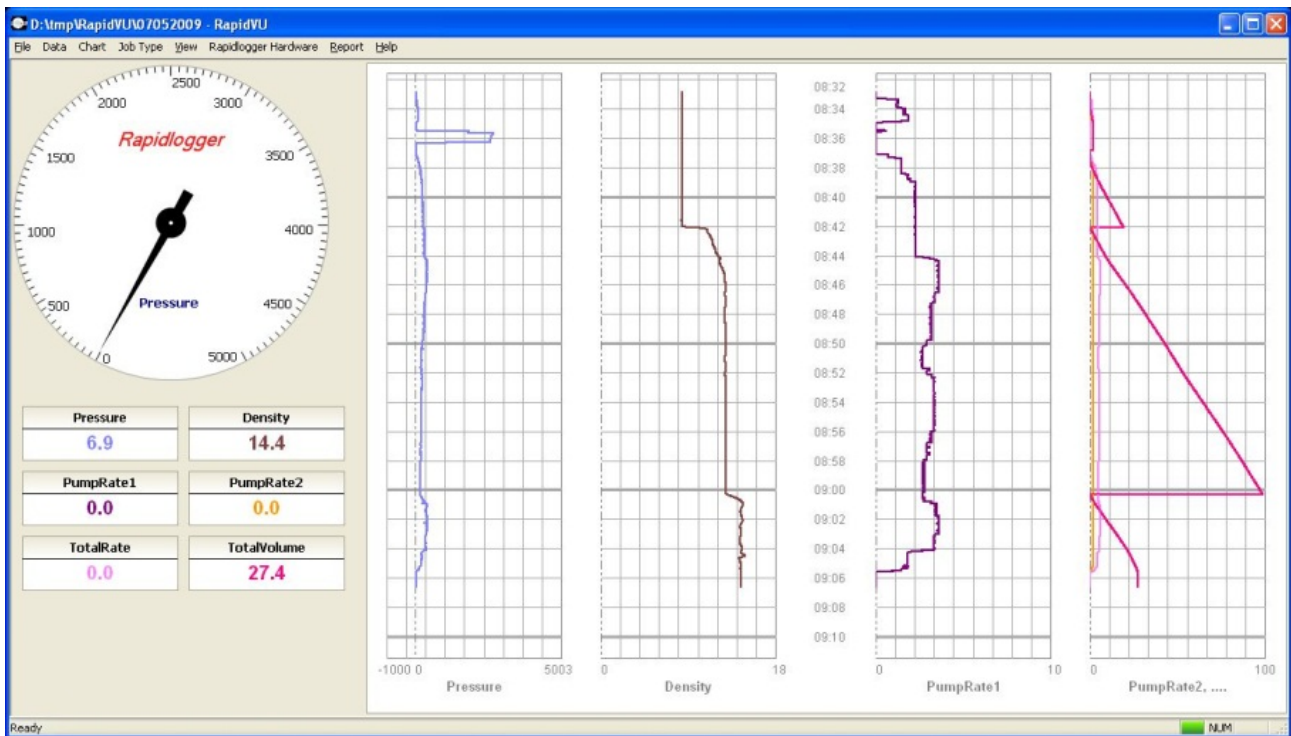 D:\tmp\RapidVU\07052009 - RapidVU
File Data Chart Job Type View Rapidlogger Hardware Report Help
2500
2000 3000
Rapidlogger
1500 3500
1000 4000
500 Pressure 4500
0 5000
Pressure Density
6.9 14.4
PumpRate1 PumpRate2
0.0 0.0
TotalRate TotalVolume
0.0 27.4
08:32
08:34
08:36
08:38
08:40
08:42
08:44
08:46
08:48
08:50
08:52
08:54
08:56
08:58
09:00
09:02
09:04
09:06
09:08
09:10
-1000 0 5003 0 18 0 10 0 100
Pressure Density PumpRate1 PumpRate2, ....
Ready NUM